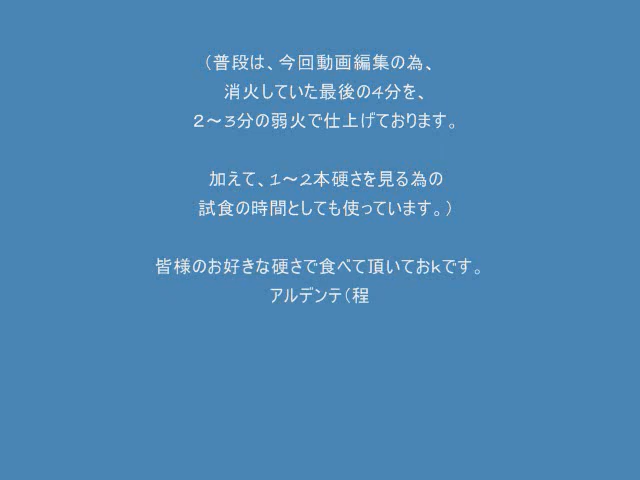 （普段は、今回動画編集の為、
消火していた最後の4分を、
２～3分の弱火で仕上げております。
加えて、1～2本硬さを見る為の
試食の時間としても使っています。）
皆様のお好きな硬さで食べて頂いておkです。
アルデンテ（程